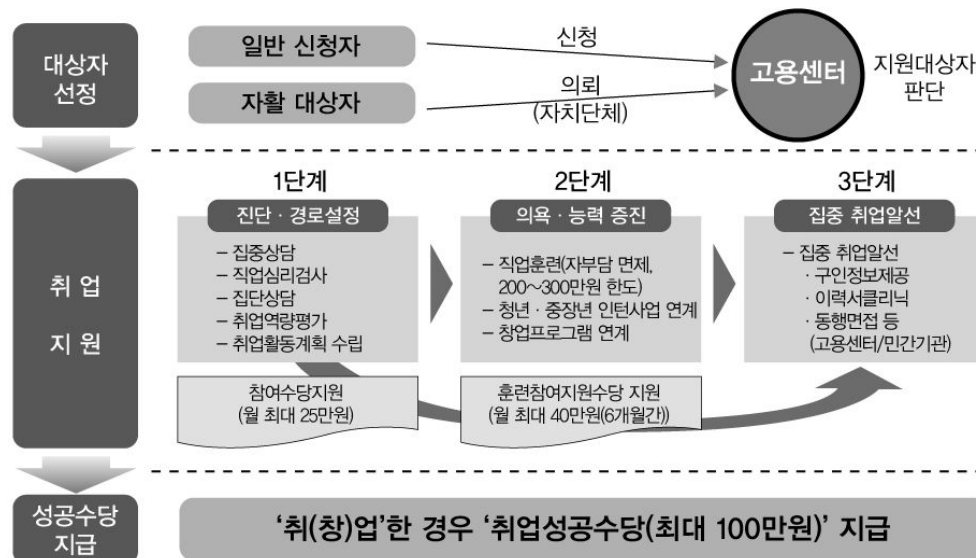 대상자
선정
일반 신청자
신청
자활 대상자
의뢰
(자치단체)
고용센터
지원대상자
판단
취 업
지 원
1단계
진단 · 경로설정
– 집중상담
– 직업심리검사
– 집단상담
– 취업역량평가
– 취업활동계획 수립
참여수당지원
(월 최대 25만원)
2단계
의욕 · 능력 증진
– 직업훈련(자부담 면제,
200~300만원 한도)
– 청년 · 중장년 인턴사업 연계
– 창업프로그램 연계
훈련참여지원수당 지원
(월 최대 40만원(6개월간))
3단계
집중 취업알선
– 집중 취업알선
· 구인정보제공
· 이력서클리닉
· 동행면접 등
(고용센터/민간기관)
성공수당
지급
‘취(창)업’한 경우 ‘취업성공수당(최대 100만원)’ 지급